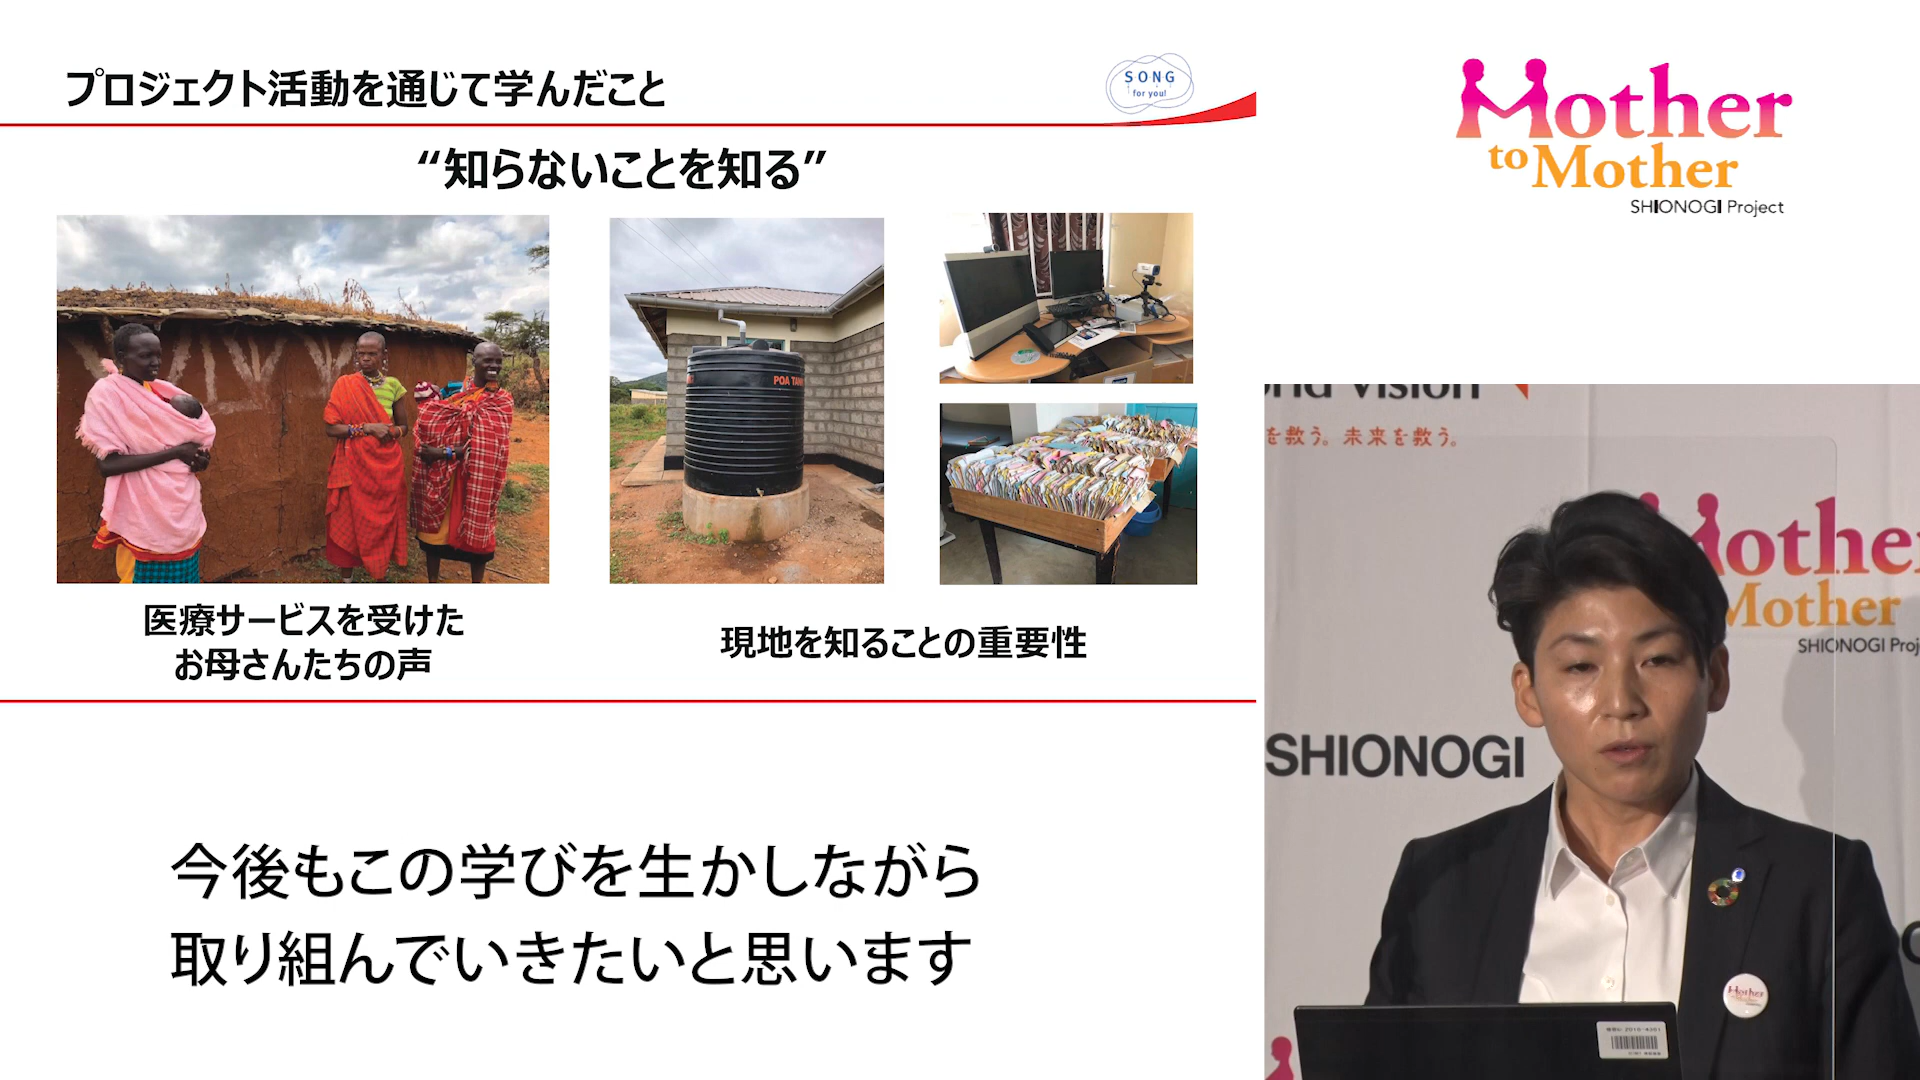 プロジェクト活動を通じて学んだこと
SONG
for you!
“知らないことを知る”
POA TAN
医療サービスを受けた
お母さんたちの声
現地を知ることの重要性
今後もこの学びを生かしながら
取り組んでいきたいと思います
Mother
to Mother
SHIONOGI Project
Vision
を救う。未来を救う。
Mothe
Mother
SHIONOGI Proj
SHIONOGI
Mother